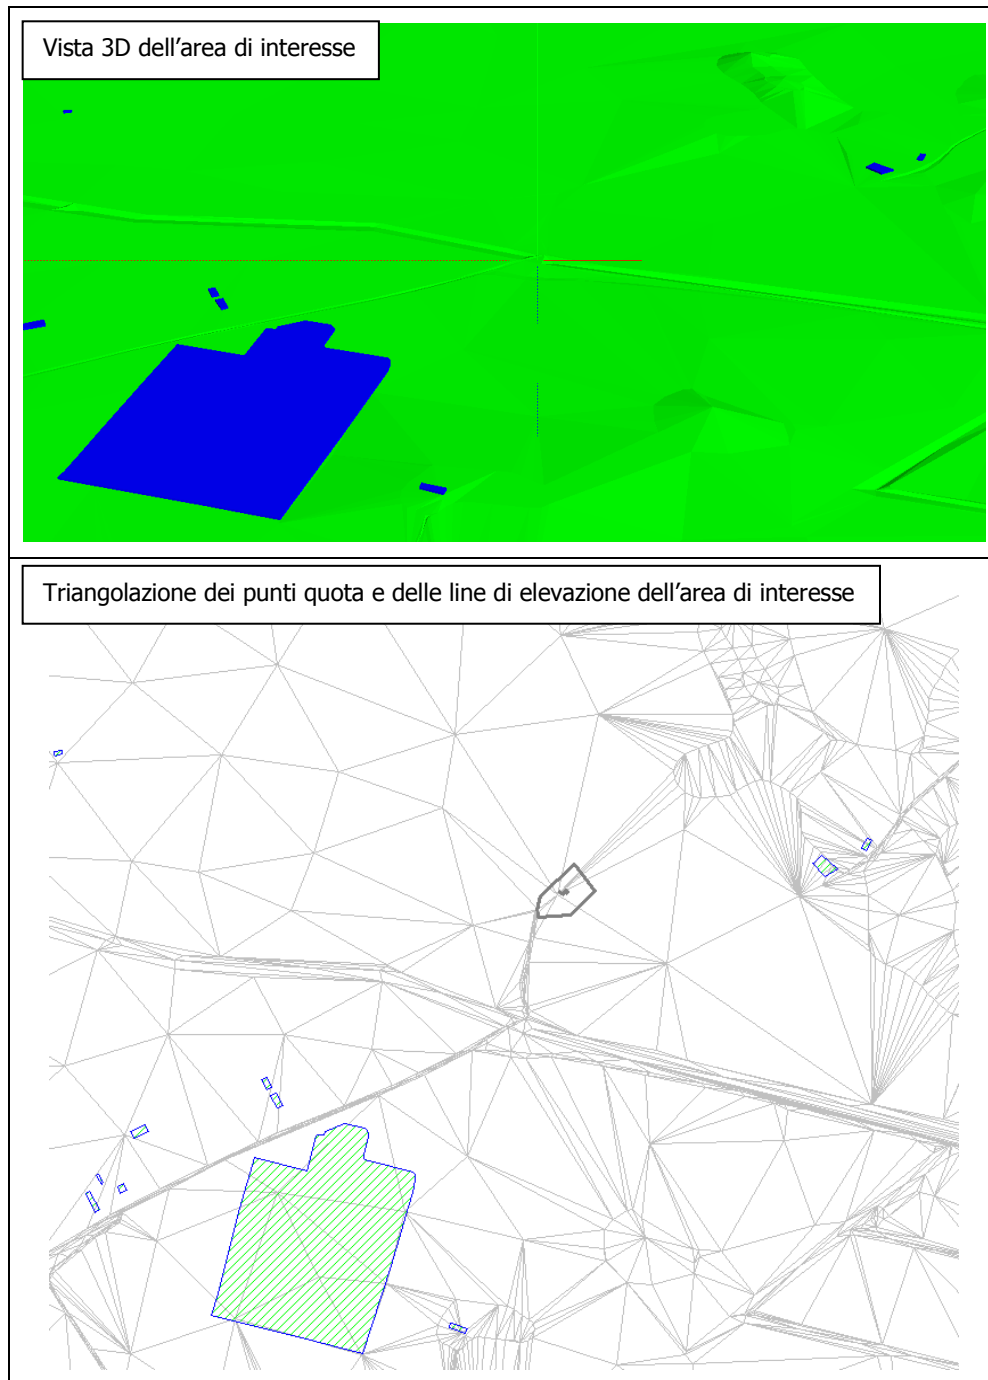 Vista 3D dell’area di interesse
Triangolazione dei punti quota e delle line di elevazione dell’area di interesse